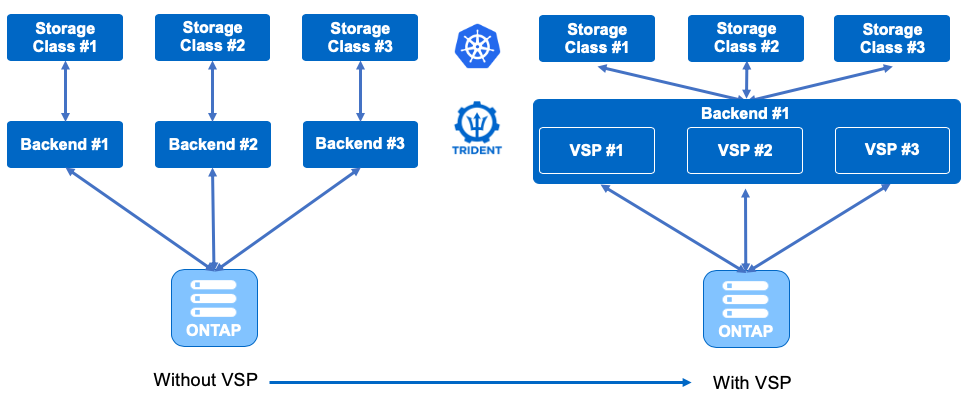 Storage
Class #1
Storage
Class #2
Storage
Class #3
Storage
Class #1
Storage
Class #2
Storage
Class #3
Backend #1
Backend #2
Backend #3
TRIDENT
Backend #1
VSP #1
VSP #2
VSP #3
ONTAP
ONTAP
Without VSP
With VSP